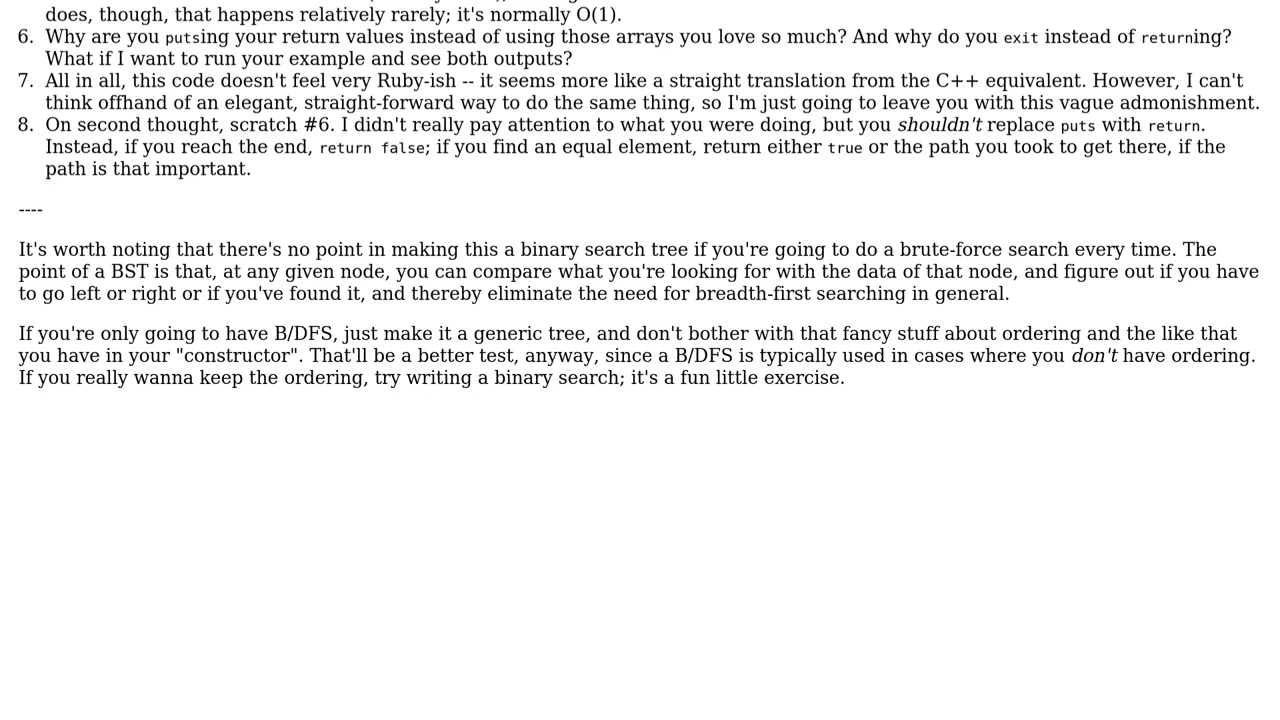 does, though, that happens relatively rarely; it's normally O(1).
6. Why are you putsing your return values instead of using those arrays you love so much? And why do you exit instead of returning?
What if I want to run your example and see both outputs?
7. All in all, this code doesn't feel very Ruby-ish -- it seems more like a straight translation from the C++ equivalent. However, I can't
think offhand of an elegant, straight-forward way to do the same thing, so I'm just going to leave you with this vague admonishment.
8. On second thought, scratch #6. I didn't really pay attention to what you were doing, but you shouldn't replace puts with return.
Instead, if you reach the end, return false; if you find an equal element, return either true or the path you took to get there, if the
path is that important.
----
It's worth noting that there's no point in making this a binary search tree if you're going to do a brute-force search every time. The
point of a BST is that, at any given node, you can compare what you're looking for with the data of that node, and figure out if you have
to go left or right or if you've found it, and thereby eliminate the need for breadth-first searching in general.
If you're only going to have B/DFS, just make it a generic tree, and don't bother with that fancy stuff about ordering and the like that
you have in your "constructor". That'll be a better test, anyway, since a B/DFS is typically used in cases where you don't have ordering.
If you really wanna keep the ordering, try writing a binary search; it's a fun little exercise.